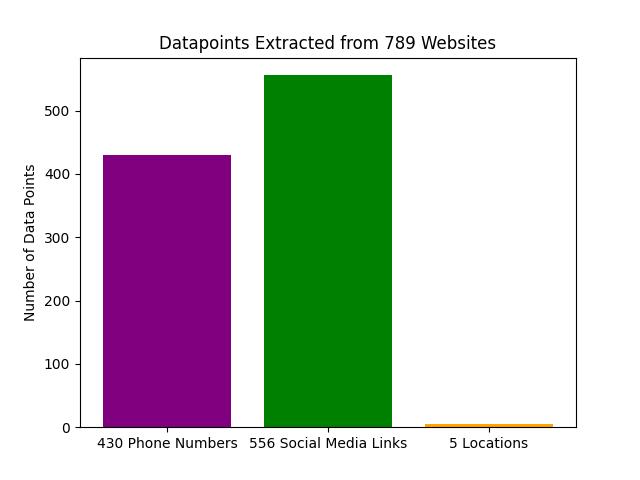 Datapoints Extracted from 789 Websites
Number of Data Points
500
400
300
200
100
0
430 Phone Numbers
556 Social Media Links
5 Locations